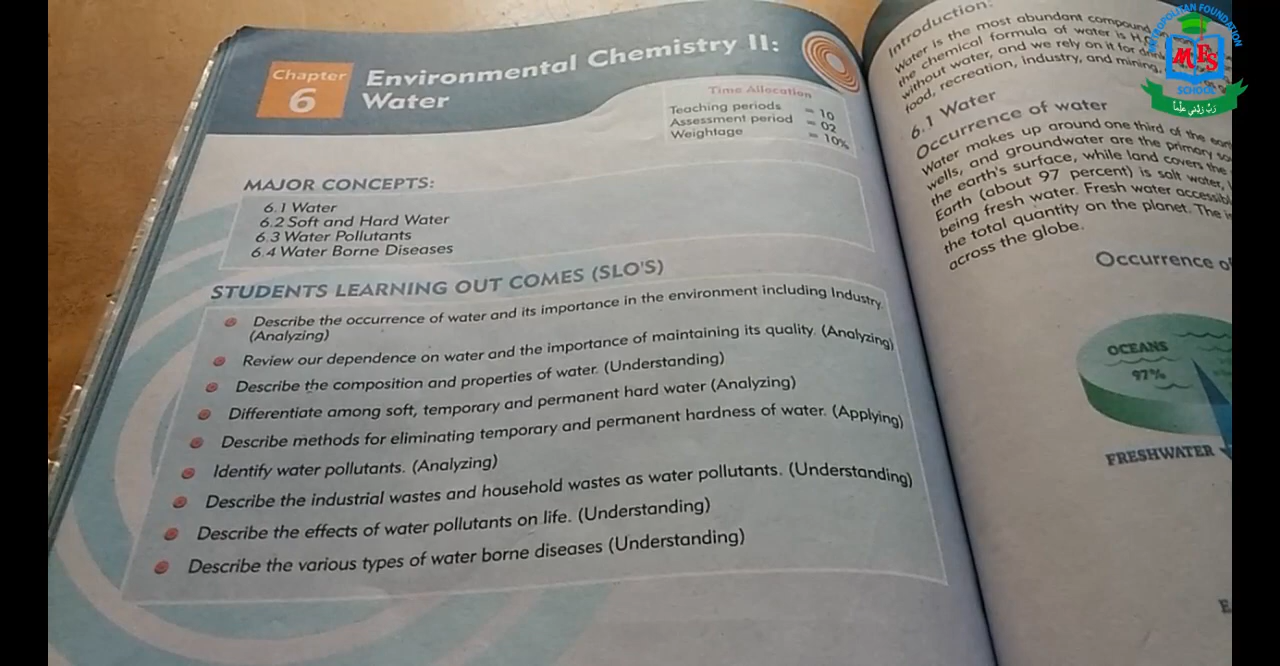 Chapter
6
Environmental Chemistry II:
Water
Time Allocation
Teaching periods = 10
Assessment period = 02
Weightage = 10%
MAJOR CONCEPTS:
6.1 Water
6.2 Soft and Hard Water
6.3 Water Pollutants
6.4 Water Borne Diseases
STUDENTS LEARNING OUT COMES (SLO'S)
Describe the occurrence of water and its importance in the environment including Industry.
(Analyzing)
Review our dependence on water and the importance of maintaining its quality. (Analyzing)
Describe the composition and properties of water. (Understanding)
Differentiate among soft, temporary and permanent hard water (Analyzing)
Describe methods for eliminating temporary and permanent hardness of water. (Applying)
Identify water pollutants. (Analyzing)
Describe the industrial wastes and household wastes as water pollutants. (Understanding)
Describe the effects of water pollutants on life. (Understanding)
Describe the various types of water borne diseases (Understanding)
Introduction:
Water is the most abundant compound
the chemical formula of water is
without water, and we rely on it for
food, recreation, industry, and mining,
6.1 Water
Occurrence of water
Water makes up around one third of the
wells, and groundwater are the primary
the earth's surface, while land covers the
Earth (about 97 percent) is salt water,
being fresh water. Fresh water
the total quantity on the planet. The
across the globe.
Occurrence
OCEANS
97%
FRESHWATER
METROPOLITAN FOUNDATION
MFS
SCHOOL
رَبِّ زِدْنِي عِلْماً